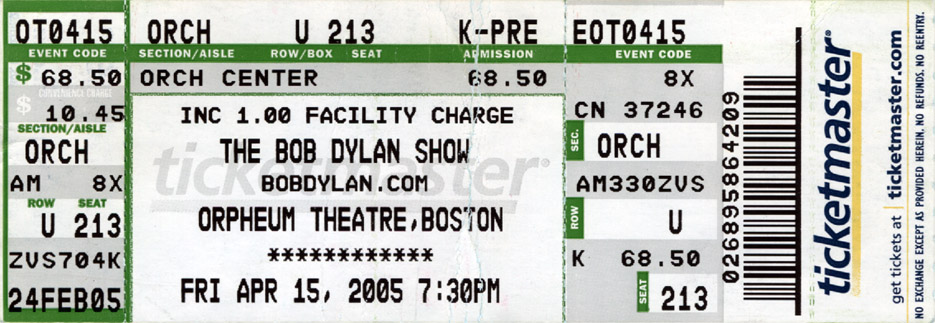 OT0415
EVENT CODE
$ 68.50
CONVENIENCE CHARGE
$ 10.45
SECTION/AISLE
ORCH
AM 8X
ROW SEAT
U 213
ZVS704K
24FEB05
ORCH U 213 K-PRE
SECTION/AISLE ROW/BOX SEAT ADMISSION
ORCH CENTER 68.50
INC 1.00 FACILITY CHARGE
THE BOB DYLAN SHOW
ticketmaster®
BOBDYLAN.COM
ORPHEUM THEATRE,BOSTON
************
FRI APR 15, 2005 7:30PM
EOT0415
EVENT CODE
8X
CN 37246
SEC. ORCH
AM330ZVS
ROW U
K 68.50
SEAT 213
026895864209
ticketmaster®
get tickets at | ticketmaster.com
NO EXCHANGE EXCEPT AS PROVIDED HEREIN. NO REFUNDS, NO REENTRY.